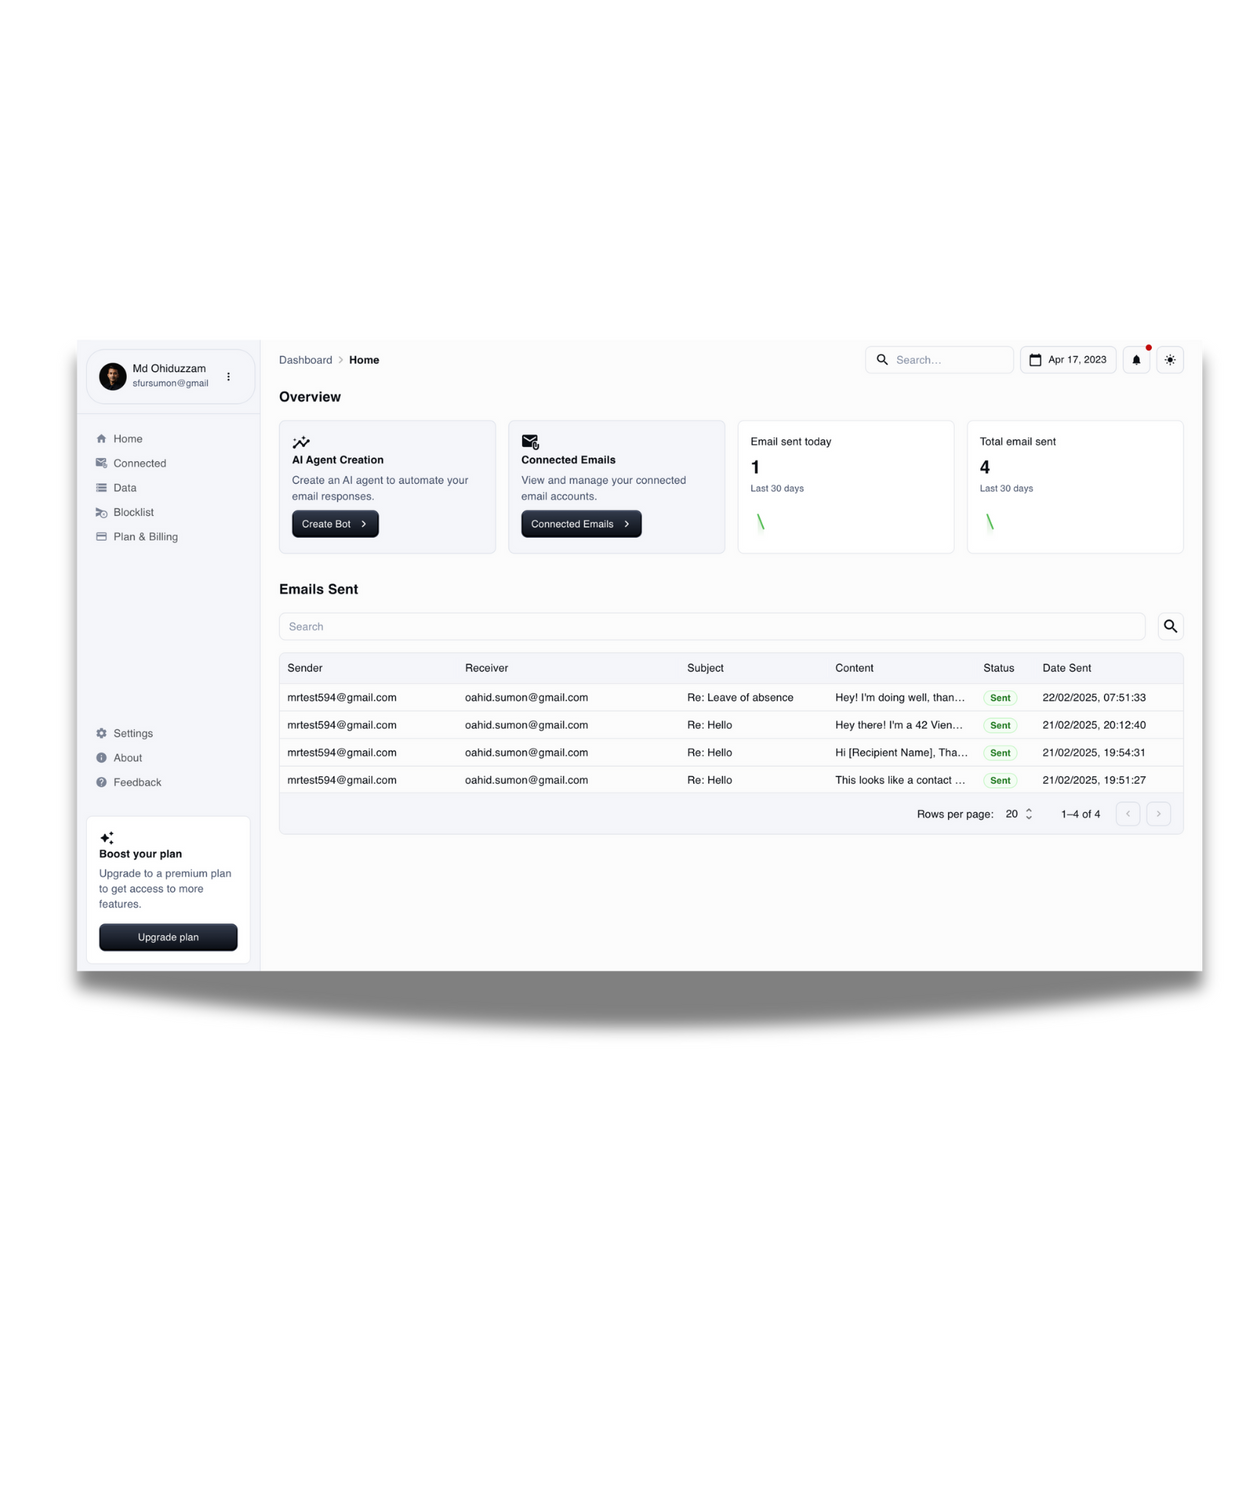 Md Ohiduzzam
sfursumon@gmail
Home
Connected
Data
Blocklist
Plan & Billing
Settings
About
Feedback
Boost your plan
Upgrade to a premium plan
to get access to more
features.
Upgrade plan
Dashboard > Home
Search...
Apr 17, 2023
Overview
AI Agent Creation
Create an AI agent to automate your
email responses.
Create Bot >
Connected Emails
View and manage your connected
email accounts.
Connected Emails >
Email sent today
1
Last 30 days
Total email sent
4
Last 30 days
Emails Sent
Search
Sender Receiver Subject Content Status Date Sent
mrtest594@gmail.com oahid.sumon@gmail.com Re: Leave of absence Hey! I'm doing well, than... Sent 22/02/2025, 07:51:33
mrtest594@gmail.com oahid.sumon@gmail.com Re: Hello Hey there! I'm a 42 Vien... Sent 21/02/2025, 20:12:40
mrtest594@gmail.com oahid.sumon@gmail.com Re: Hello Hi [Recipient Name], Tha... Sent 21/02/2025, 19:54:31
mrtest594@gmail.com oahid.sumon@gmail.com Re: Hello This looks like a contact ... Sent 21/02/2025, 19:51:27
Rows per page: 20 1–4 of 4 < >